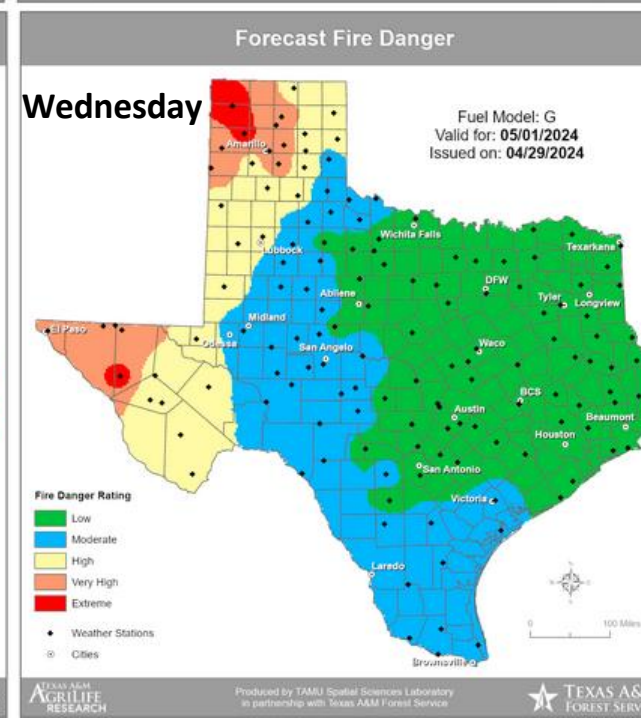 Forecast Fire Danger
Wednesday
Fuel Model: G
Valid for: 05/01/2024
Issued on: 04/29/2024
Amarillo
Lubbock
Wichita Falls
Texarkana
DFW
Abilene
Tyler
Longview
El Paso
Midland
Odessa
San Angelo
Waco
BCS
Austin
Beaumont
Houston
San Antonio
Victoria
Laredo
Brownsville
Fire Danger Rating
Low
Moderate
High
Very High
Extreme
Weather Stations
Cities
0 100 Miles
TEXAS A&M
AGRILIFE
RESEARCH
Produced by TAMU Spatial Sciences Laboratory
in partnership with Texas A&M Forest Service
TEXAS A&
FOREST SERV